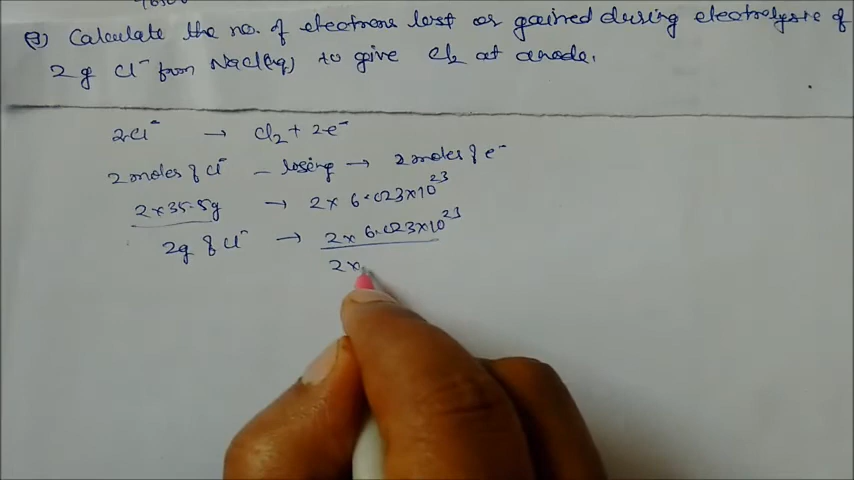 Q) Calculate the no. of electrons lost or gained during electrolysis of
2 g Cl⁻ from NaCl(aq) to give Cl₂ at anode.
2Cl⁻ → Cl₂ + 2e⁻
2 moles of Cl⁻ – losing → 2 moles of e⁻
2×35.5g → 2 × 6.023×10²³
2g of Cl⁻ → 2× 6.023×10²³
2×